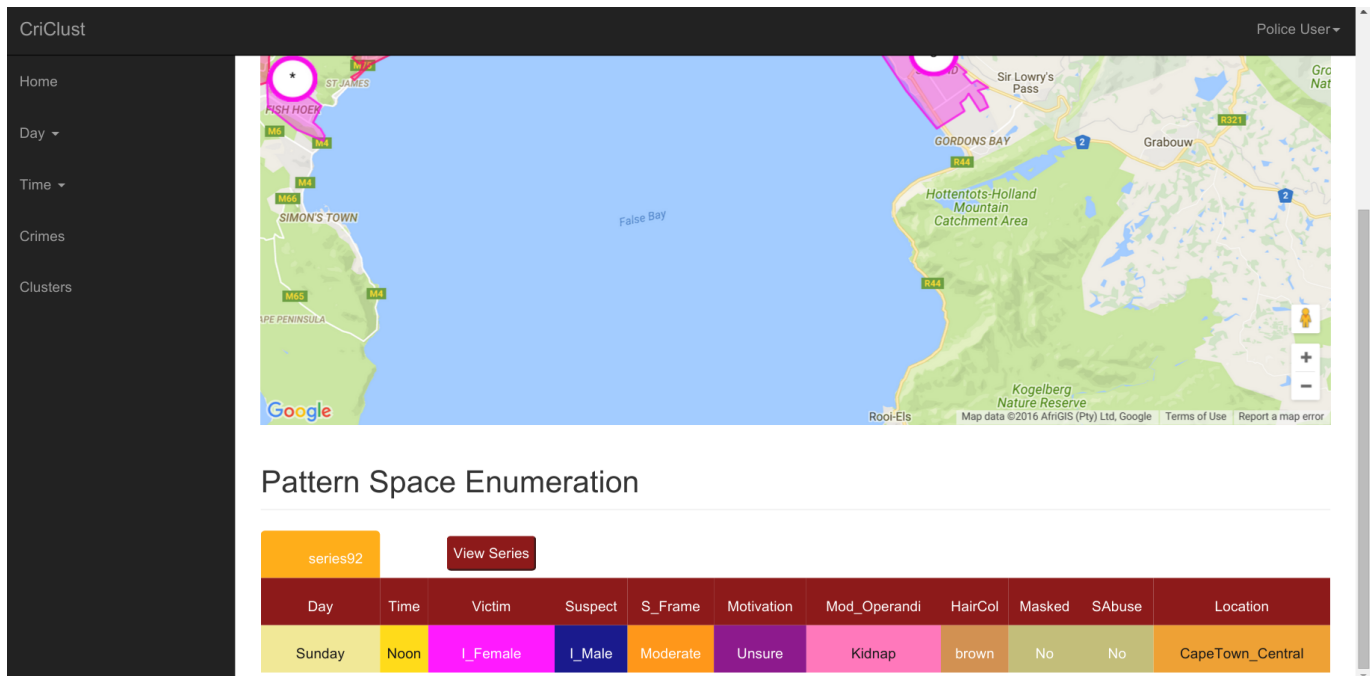 CriClust
Police User
Home
Day
Time
Crimes
Clusters
*
ST JAMES
FISH HOEK
M6
M4
M4
M66
SIMON'S TOWN
M65
M4
APE PENINSULA
False Bay
Sir Lowry's
Pass
Gro
Nat
R321
GORDONS BAY
2
Grabouw
R44
Hottentots-Holland
Mountain
Catchment Area
2
R44
Kogelberg
Nature Reserve
Rooi-Els
+
−
Google
Map data ©2016 AfriGIS (Pty) Ltd, Google Terms of Use Report a map error
Pattern Space Enumeration
series92
View Series
Day Time Victim Suspect S_Frame Motivation Mod_Operandi HairCol Masked SAbuse Location
Sunday Noon I_Female I_Male Moderate Unsure Kidnap brown No No CapeTown_Central